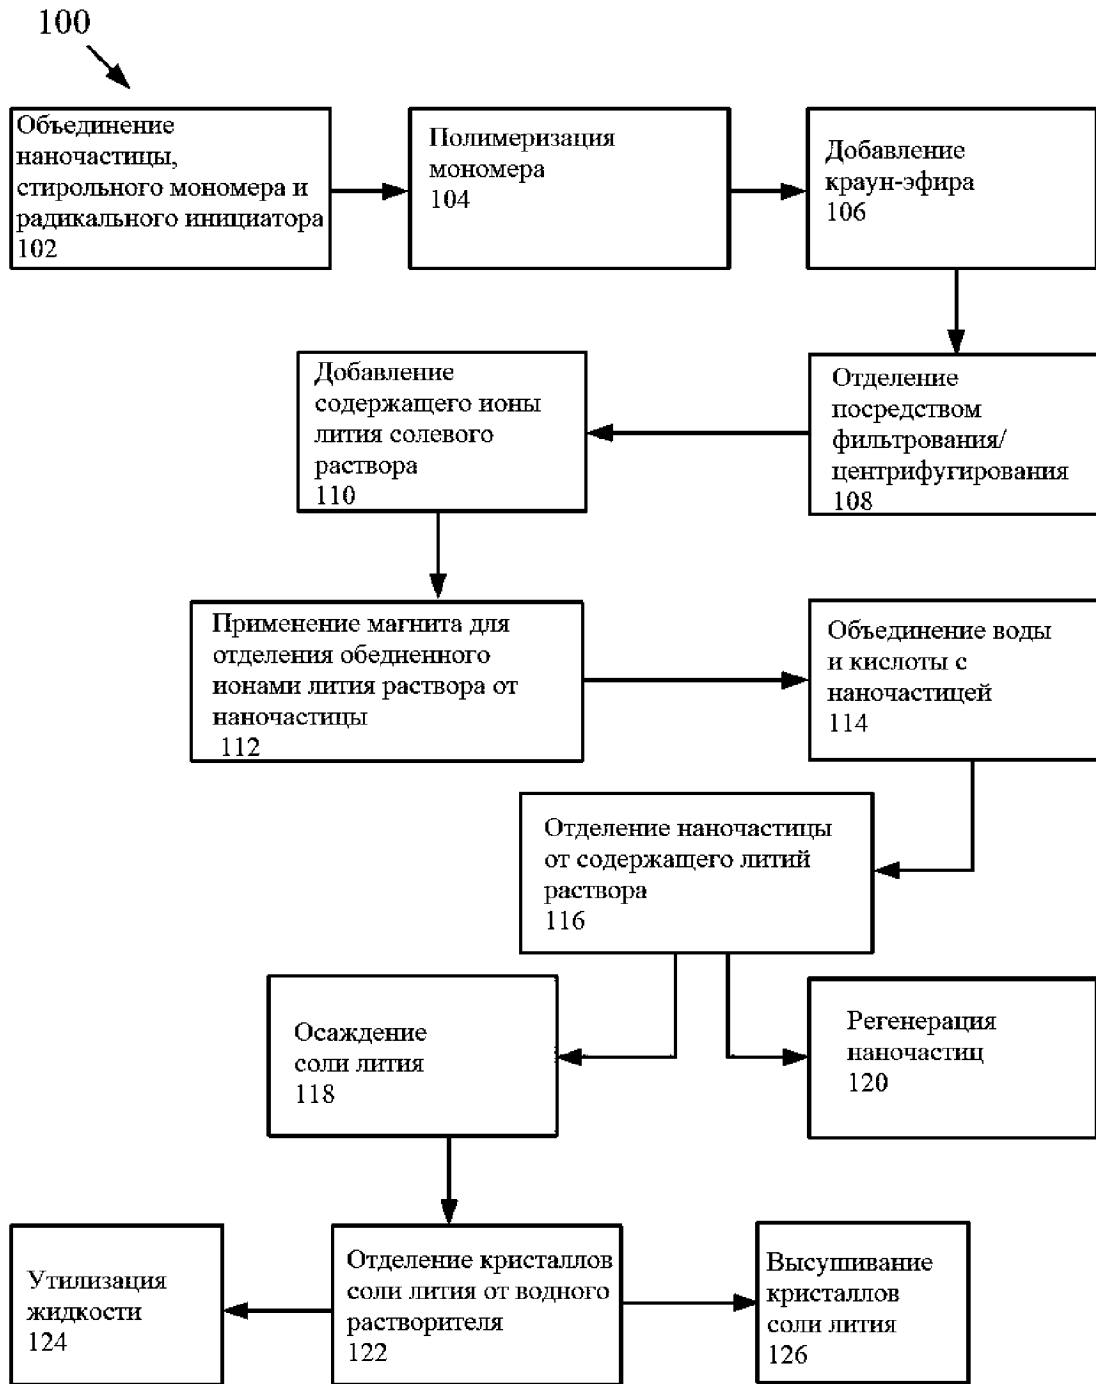 100
Объединение
наночастицы,
стирольного мономера и
радикального инициатора
102
Полимеризация
мономера
104
Добавление
краун-эфира
106
Добавление
содержащего ионы
лития солевого
раствора
110
Отделение
посредством
фильтрования/
центрифугирования
108
Применение магнита для
отделения обедненного
ионами лития раствора от
наночастицы
112
Объединение воды
и кислоты с
наночастицей
114
Отделение наночастицы
от содержащего литий
раствора
116
Осаждение
соли лития
118
Регенерация
наночастиц
120
Утилизация
жидкости
124
Отделение кристаллов
соли лития от водного
растворителя
122
Высушивание
кристаллов
соли лития
126